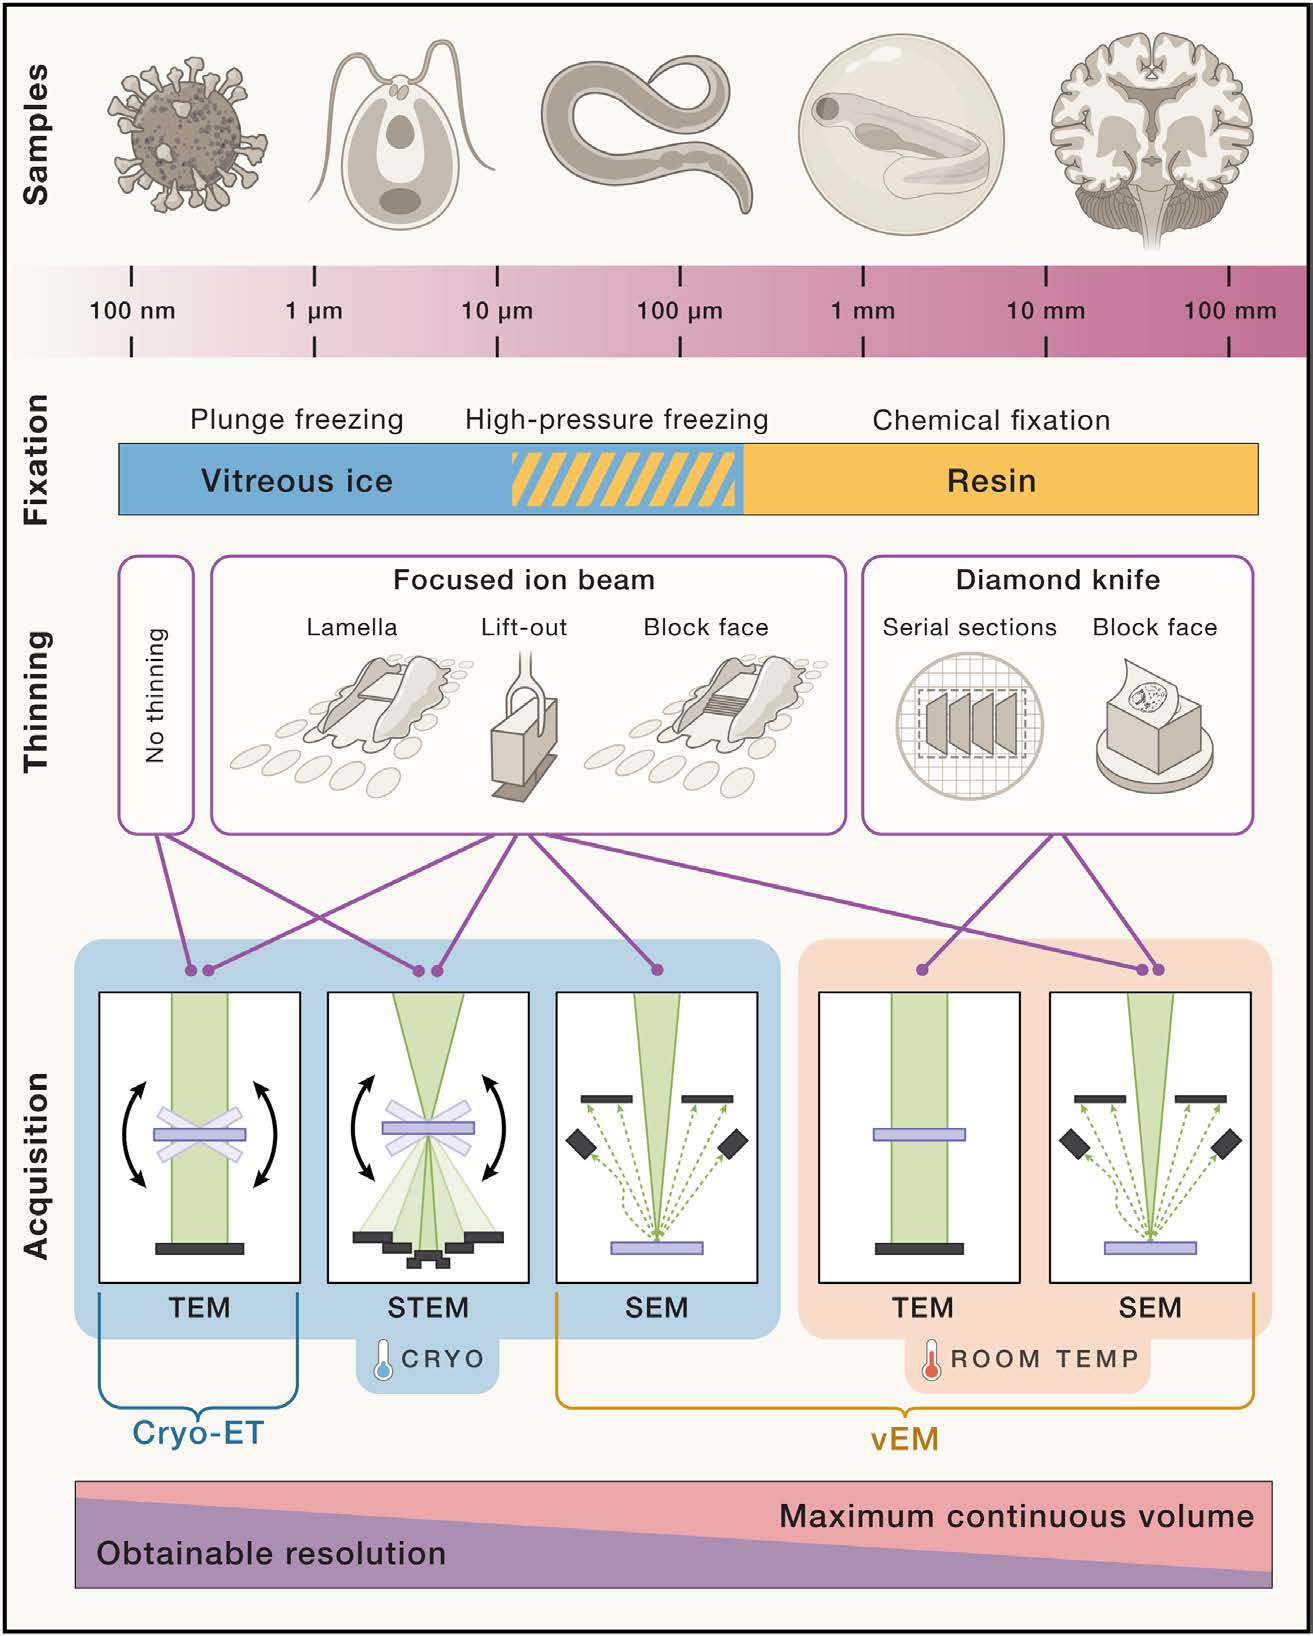 Samples
100 nm
1 µm
10 µm
100 µm
1 mm
10 mm
100 mm
Fixation
Plunge freezing
High-pressure freezing
Chemical fixation
Vitreous ice
Resin
Thinning
No thinning
Focused ion beam
Lamella
Lift-out
Block face
Diamond knife
Serial sections
Block face
Acquisition
TEM
STEM
SEM
TEM
SEM
CRYO
ROOM TEMP
Cryo-ET
vEM
Maximum continuous volume
Obtainable resolution